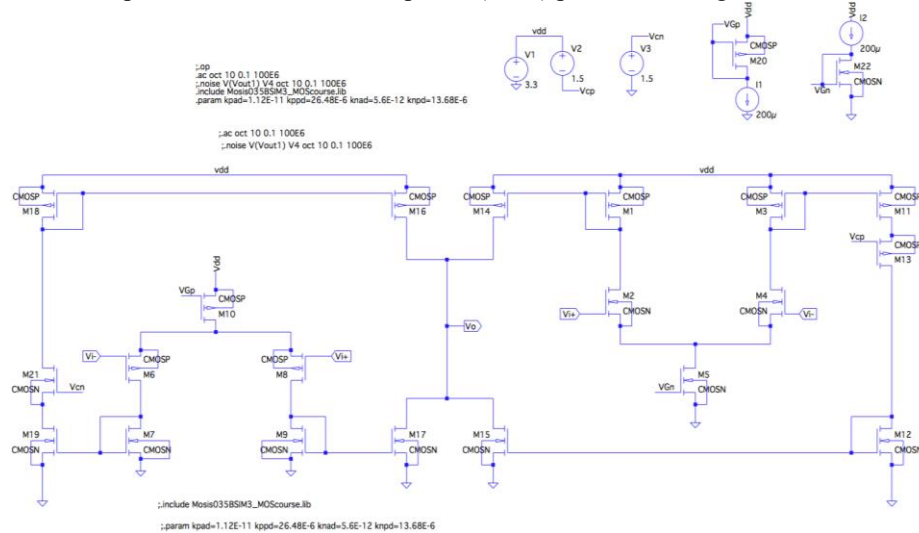 ;.op
.ac oct 10 0.1 100E6
;.noise V(Vout1) V4 oct 10 0.1 100E6
.include Mosis035BSIM3_MOScourse.lib
.param kpad=1.12E-11 kppd=26.48E-6 knad=5.6E-12 knpd=13.68E-6
;.ac oct 10 0.1 100E6
;.noise V(Vout1) V4 oct 10 0.1 100E6
vdd
V1
3.3
V2
1.5
Vcp
Vcn
V3
1.5
Vdd
VGp
CMOSP
M20
I1
200µ
Vdd
I2
200µ
M22
CMOSN
VGn
vdd
CMOSP
M18
CMOSP
M16
vdd
CMOSP
M14
CMOSP
M1
CMOSP
M3
CMOSP
M11
Vcp
CMOSP
M13
Vdd
VGp
CMOSP
M10
Vi-
CMOSP
M6
CMOSP
M8
Vi+
Vo
Vi+
M2
CMOSN
M4
CMOSN
Vi-
M21
CMOSN
Vcn
VGn
M5
CMOSN
M19
CMOSN
M7
CMOSN
M9
CMOSN
M17
CMOSN
M15
CMOSN
M12
CMOSN
;.include Mosis035BSIM3_MOScourse.lib
;.param kpad=1.12E-11 kppd=26.48E-6 knad=5.6E-12 knpd=13.68E-6